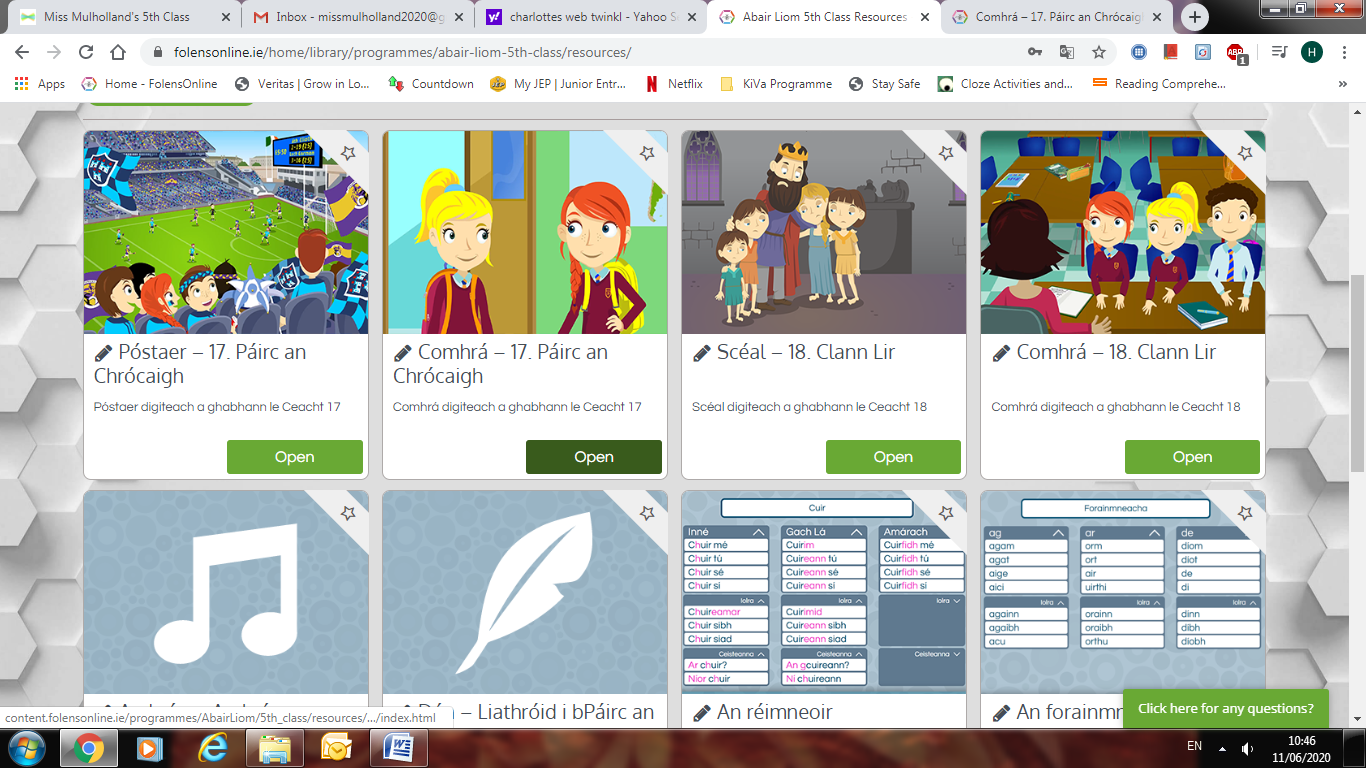 Miss Mulholland's 5th Class
Inbox - missmulholland2020@g
charlottes web twinkl - Yahoo S
Abair Liom 5th Class Resources
Comhrá – 17. Páirc an Chrócaig
folensonline.ie/home/library/programmes/abair-liom-5th-class/resources/
ABP
1
H
Apps
Home - FolensOnline
Veritas | Grow in Lo...
Countdown
My JEP | Junior Entr...
Netflix
KiVa Programme
Stay Safe
Cloze Activities and...
Reading Comprehe...
»
Póstaer – 17. Páirc an
Chrócaigh
Póstaer digiteach a ghabhann le Ceacht 17
Open
Comhrá – 17. Páirc an
Chrócaigh
Comhrá digiteach a ghabhann le Ceacht 17
Open
Scéal – 18. Clann Lir
Scéal digiteach a ghabhann le Ceacht 18
Open
Comhrá – 18. Clann Lir
Comhrá digiteach a ghabhann le Ceacht 18
Open
Cuir
Inné
Chuir mé
Chuir tú
Chuir sé
Chuir sí
Iolra
Chuireamar
Chuir sibh
Chuir siad
Ceisteanna
Ar chuir?
Níor chuir
Gach Lá
Cuirim
Cuireann tú
Cuireann sé
Cuireann sí
Iolra
Cuirimid
Cuireann sibh
Cuireann siad
Ceisteanna
An gcuireann?
Ní chuireann
Amárach
Cuirfidh mé
Cuirfidh tú
Cuirfidh sé
Cuirfidh sí
Iolra
Ceisteanna
Forainmneacha
ag
agam
agat
aige
aici
Iolra
againn
agaibh
acu
ar
orm
ort
air
uirthi
Iolra
orainn
oraibh
orthu
de
díom
díot
de
di
Iolra
dínn
díbh
díobh
Dán – Liathróid i bPáirc an
An réimneoir
An forainmn
Click here for any questions?
content.folensonline.ie/programmes/AbairLiom/5th_class/resources/.../index.html
EN
10:46
11/06/2020